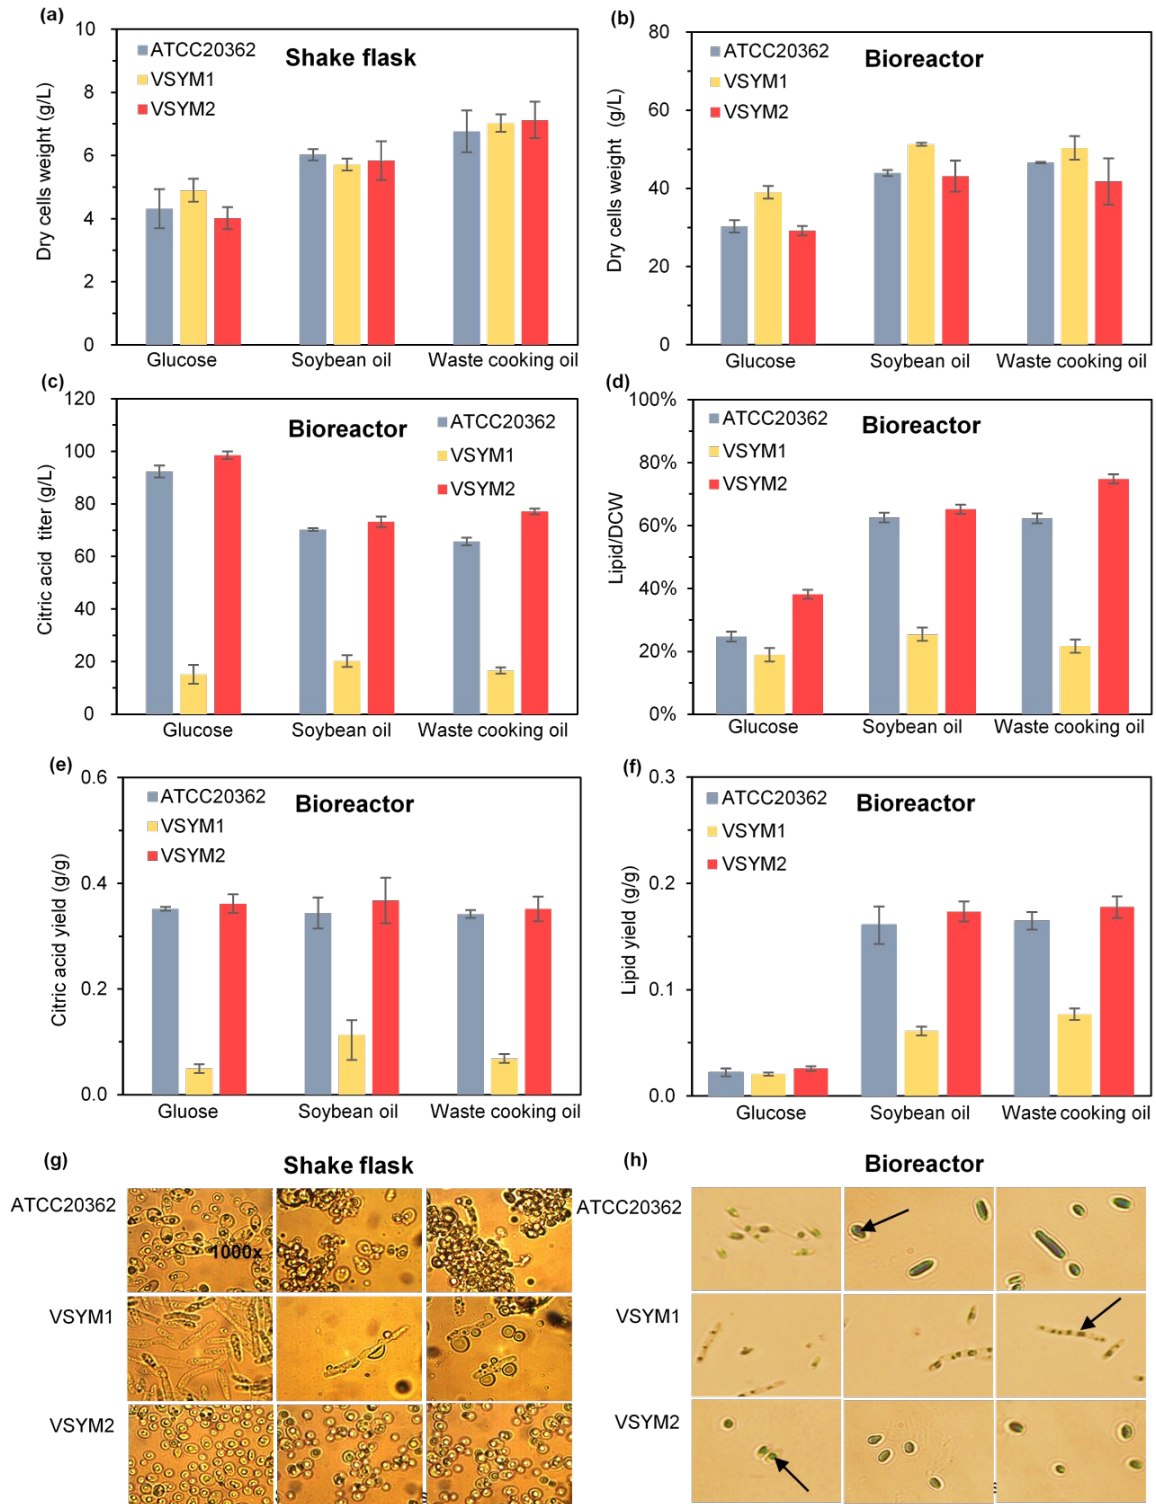 (a)
10
8
6
4
2
0
Dry cells weight (g/L)
ATCC20362
VSYM1
VSYM2
Shake flask
Glucose
Soybean oil
Waste cooking oil
(b)
80
60
40
20
0
Dry cells weight (g/L)
ATCC20362
VSYM1
VSYM2
Bioreactor
Glucose
Soybean oil
Waste cooking oil
(c)
120
100
80
60
40
20
0
Citric acid titer (g/L)
Bioreactor
ATCC20362
VSYM1
VSYM2
Glucose
Soybean oil
Waste cooking oil
(d)
100%
80%
60%
40%
20%
0%
Lipid/DCW
ATCC20362
VSYM1
VSYM2
Bioreactor
Glucose
Soybean oil
Waste cooking oil
(e)
0.6
0.4
0.2
0.0
Citric acid yield (g/g)
ATCC20362
VSYM1
VSYM2
Bioreactor
Gluose
Soybean oil
Waste cooking oil
(f)
0.3
0.2
0.1
0.0
Lipid yield (g/g)
ATCC20362
VSYM1
VSYM2
Bioreactor
Glucose
Soybean oil
Waste cooking oil
(g)
Shake flask
ATCC20362
1000x
VSYM1
VSYM2
(h)
Bioreactor
ATCC20362
VSYM1
VSYM2